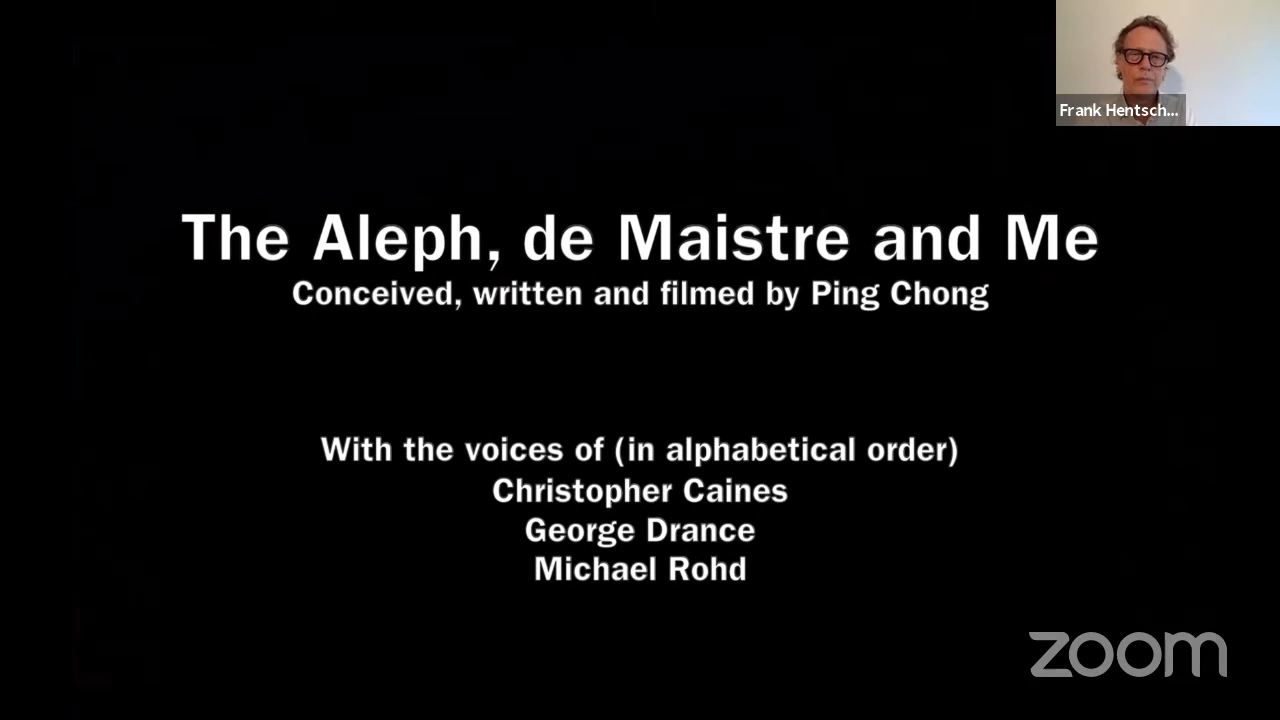 Frank Hentsch...
The Aleph, de Maistre and Me
Conceived, written and filmed by Ping Chong
With the voices of (in alphabetical order)
Christopher Caines
George Drance
Michael Rohd
zoom